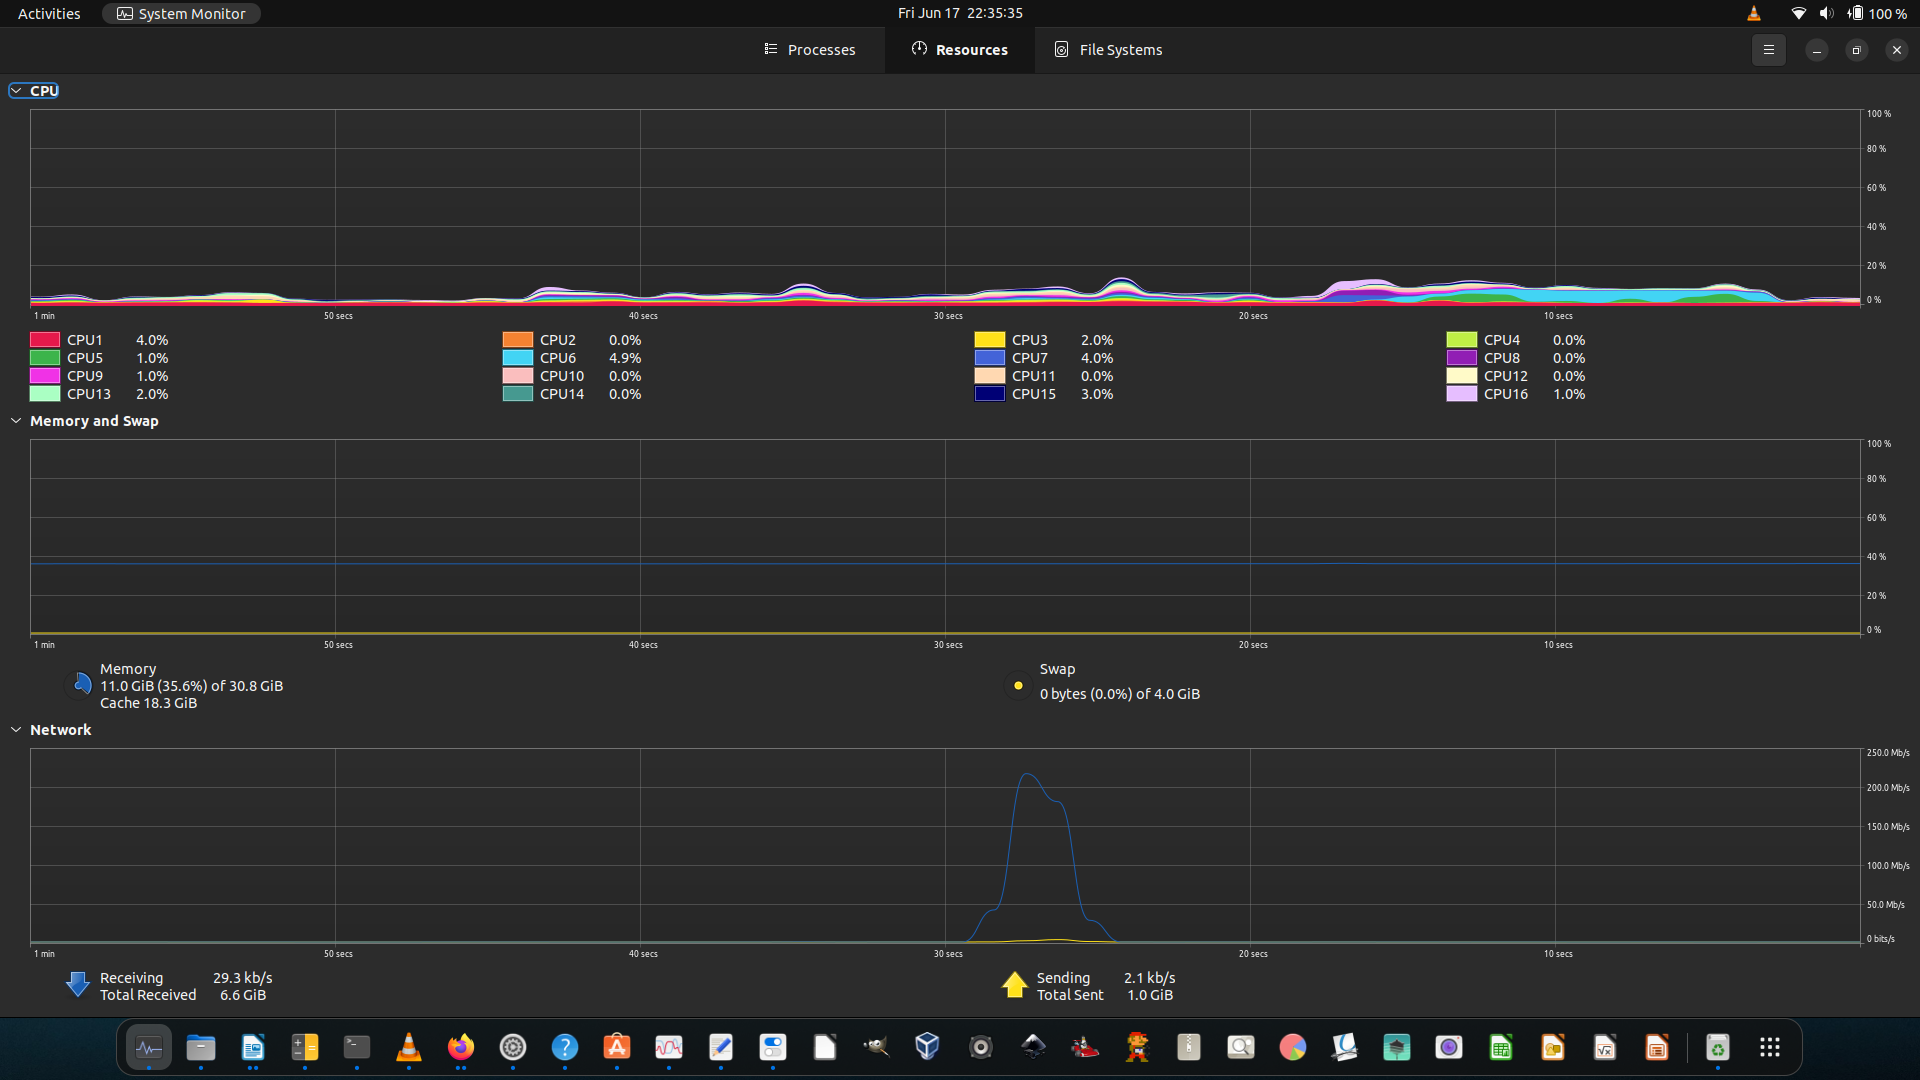 Activities System Monitor Fri Jun 17 22:35:35 100 %
Processes Resources File Systems
CPU
100 %
80 %
60 %
40 %
20 %
0 %
1 min 50 secs 40 secs 30 secs 20 secs 10 secs
CPU1 4.0% CPU2 0.0% CPU3 2.0% CPU4 0.0%
CPU5 1.0% CPU6 4.9% CPU7 4.0% CPU8 0.0%
CPU9 1.0% CPU10 0.0% CPU11 0.0% CPU12 0.0%
CPU13 2.0% CPU14 0.0% CPU15 3.0% CPU16 1.0%
Memory and Swap
100 %
80 %
60 %
40 %
20 %
0 %
1 min 50 secs 40 secs 30 secs 20 secs 10 secs
Memory
11.0 GiB (35.6%) of 30.8 GiB
Cache 18.3 GiB
Swap
0 bytes (0.0%) of 4.0 GiB
Network
250.0 Mb/s
200.0 Mb/s
150.0 Mb/s
100.0 Mb/s
50.0 Mb/s
0 bits/s
1 min 50 secs 40 secs 30 secs 20 secs 10 secs
Receiving 29.3 kb/s
Total Received 6.6 GiB
Sending 2.1 kb/s
Total Sent 1.0 GiB